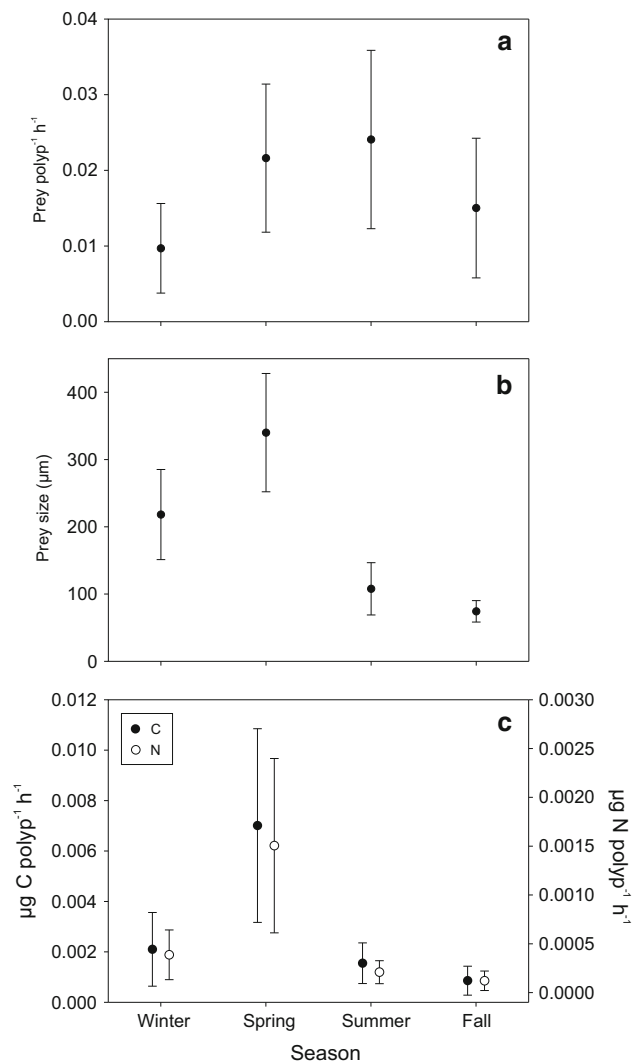 a
0.04
0.03
0.02
0.01
0.00
Prey polyp⁻¹ h⁻¹
b
400
300
200
100
0
Prey size (µm)
c
C
N
0.012
0.010
0.008
0.006
0.004
0.002
0.000
µg C polyp⁻¹ h⁻¹
0.0030
0.0025
0.0020
0.0015
0.0010
0.0005
0.0000
µg N polyp⁻¹ h⁻¹
Winter Spring Summer Fall
Season